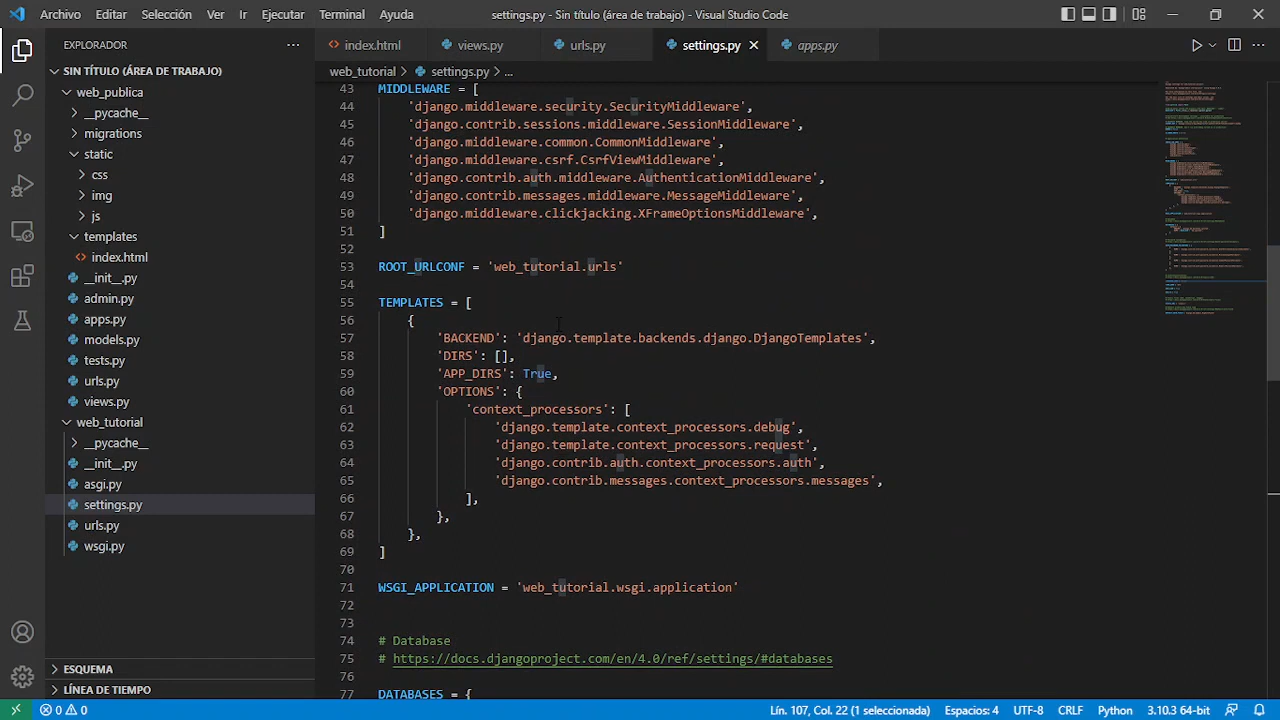 Archivo Editar Selección Ver Ir Ejecutar Terminal Ayuda settings.py - Sin título (área de trabajo) - Visual Studio Code
EXPLORADOR
SIN TÍTULO (ÁREA DE TRABAJO)
web_publica
__pycache__
migrations
static
css
img
js
templates
index.html
__init__.py
admin.py
apps.py
models.py
tests.py
urls.py
views.py
web_tutorial
__pycache__
__init__.py
asgi.py
settings.py
urls.py
wsgi.py
ESQUEMA
LÍNEA DE TIEMPO
index.html views.py urls.py settings.py apps.py
web_tutorial > settings.py > ...
43 MIDDLEWARE = [
44 'django.middleware.security.SecurityMiddleware',
45 'django.contrib.sessions.middleware.SessionMiddleware',
46 'django.middleware.common.CommonMiddleware',
47 'django.middleware.csrf.CsrfViewMiddleware',
48 'django.contrib.auth.middleware.AuthenticationMiddleware',
49 'django.contrib.messages.middleware.MessageMiddleware',
50 'django.middleware.clickjacking.XFrameOptionsMiddleware',
51 ]
52
53 ROOT_URLCONF = 'web_tutorial.urls'
54
55 TEMPLATES = [
56 {
57 'BACKEND': 'django.template.backends.django.DjangoTemplates',
58 'DIRS': [],
59 'APP_DIRS': True,
60 'OPTIONS': {
61 'context_processors': [
62 'django.template.context_processors.debug',
63 'django.template.context_processors.request',
64 'django.contrib.auth.context_processors.auth',
65 'django.contrib.messages.context_processors.messages',
66 ],
67 },
68 },
69 ]
70
71 WSGI_APPLICATION = 'web_tutorial.wsgi.application'
72
73
74 # Database
75 # https://docs.djangoproject.com/en/4.0/ref/settings/#databases
76
77 DATABASES = {
0 0 Lín. 107, Col. 22 (1 seleccionada) Espacios: 4 UTF-8 CRLF Python 3.10.3 64-bit